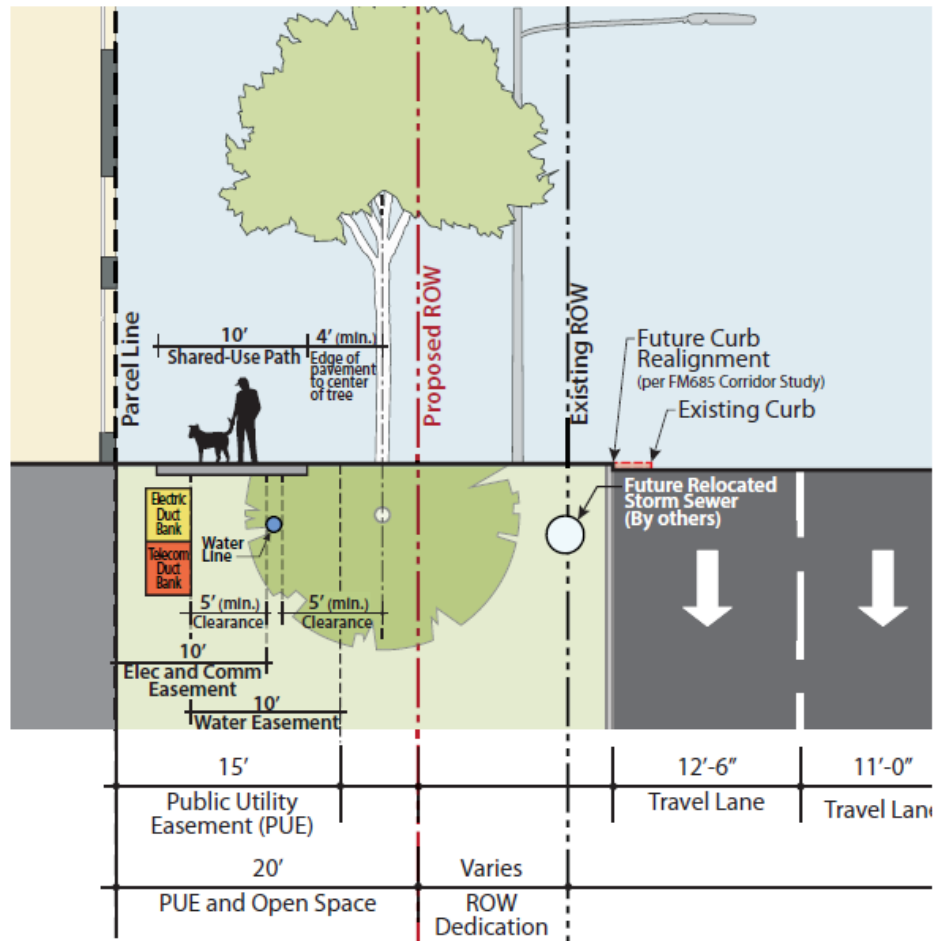 Parcel Line
10'
Shared-Use Path
4' (min.)
Edge of
pavement
to center
of tree
Proposed ROW
Existing ROW
Future Curb
Realignment
(per FM685 Corridor Study)
Existing Curb
Electric
Duct
Bank
Telecom
Duct
Bank
Water
Line
Future Relocated
Storm Sewer
(By others)
5' (min.)
Clearance
5' (min.)
Clearance
10'
Elec and Comm
Easement
10'
Water Easement
15'
Public Utility
Easement (PUE)
12'-6"
Travel Lane
11'-0"
Travel Lane
20'
PUE and Open Space
Varies
ROW
Dedication